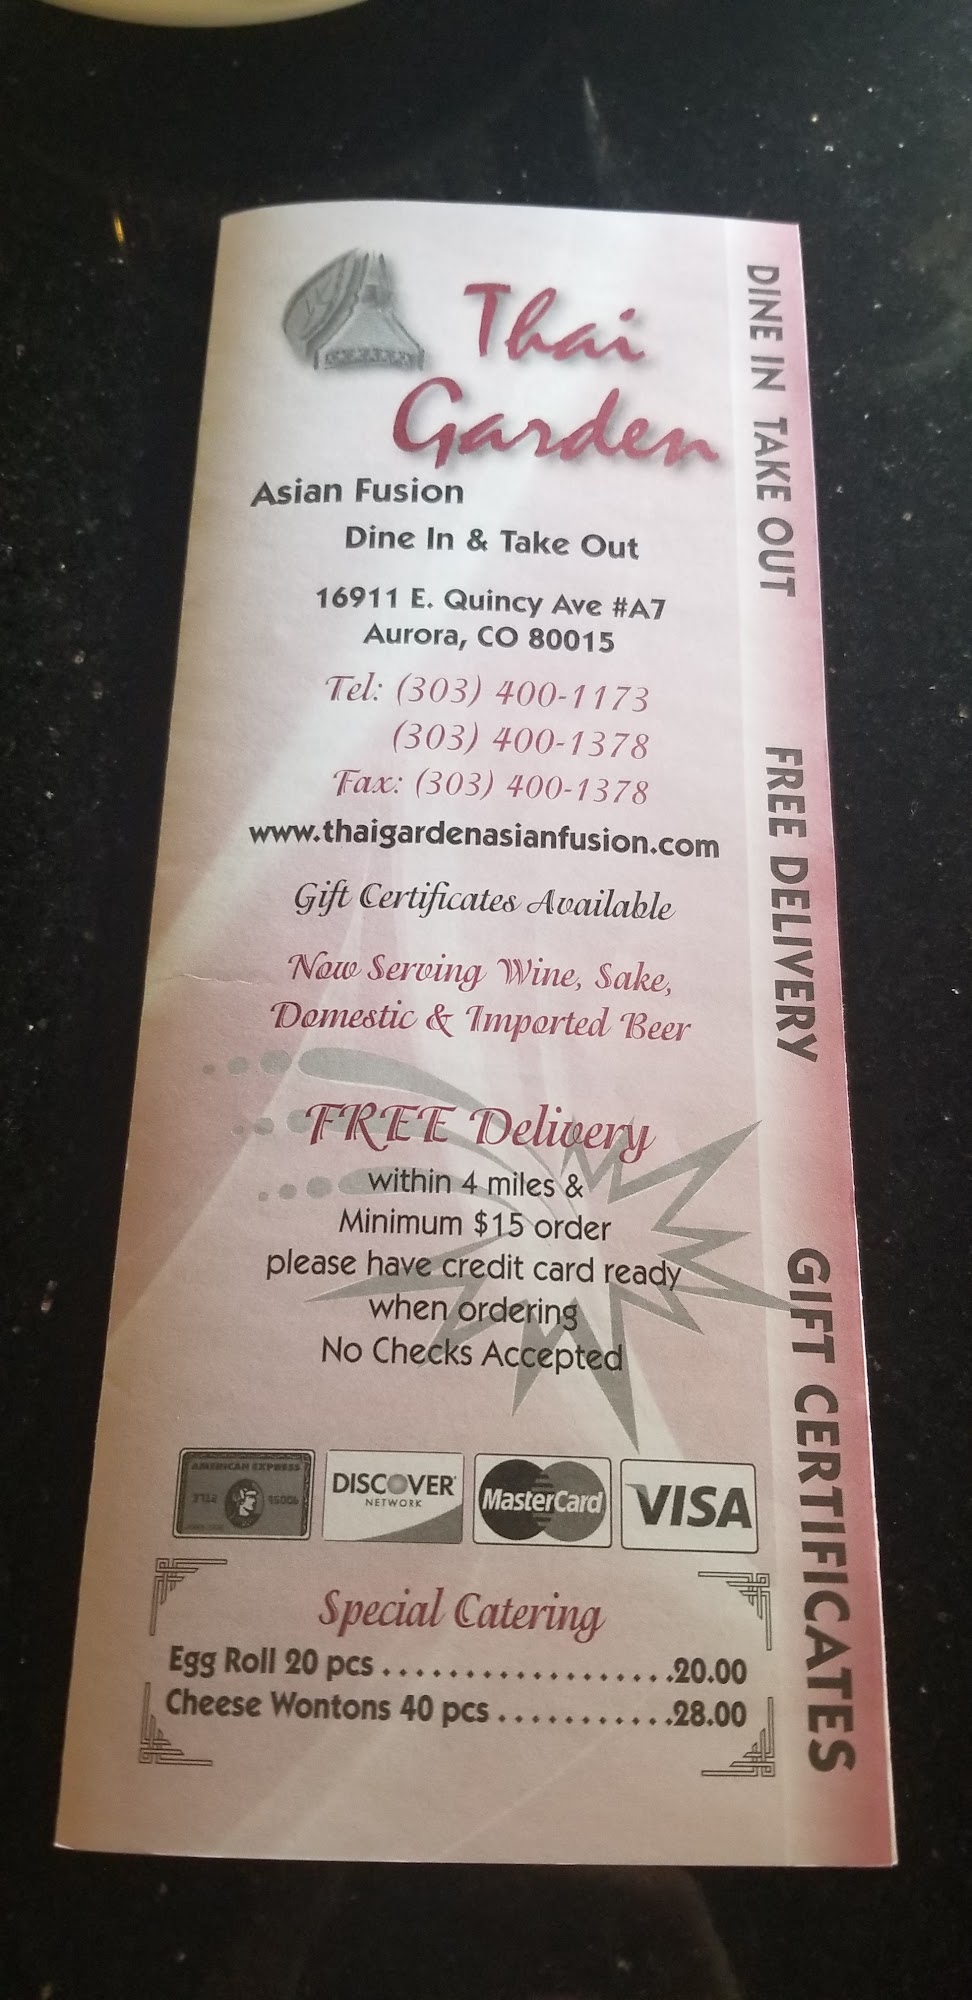 Thai
Garden
Asian Fusion
Dine In & Take Out
16911 E. Quincy Ave #A7
Aurora, CO 80015
Tel: (303) 400-1173
(303) 400-1378
Fax: (303) 400-1378
www.thaigardenasianfusion.com
Gift Certificates Available
Now Serving Wine, Sake,
Domestic & Imported Beer
FREE Delivery
within 4 miles &
Minimum $15 order
please have credit card ready
when ordering
No Checks Accepted
AMERICAN EXPRESS
DISCOVER
NETWORK
MasterCard
VISA
Special Catering
Egg Roll 20 pcs...................20.00
Cheese Wontons 40 pcs............28.00
DINE IN TAKE OUT FREE DELIVERY GIFT CERTIFICATES